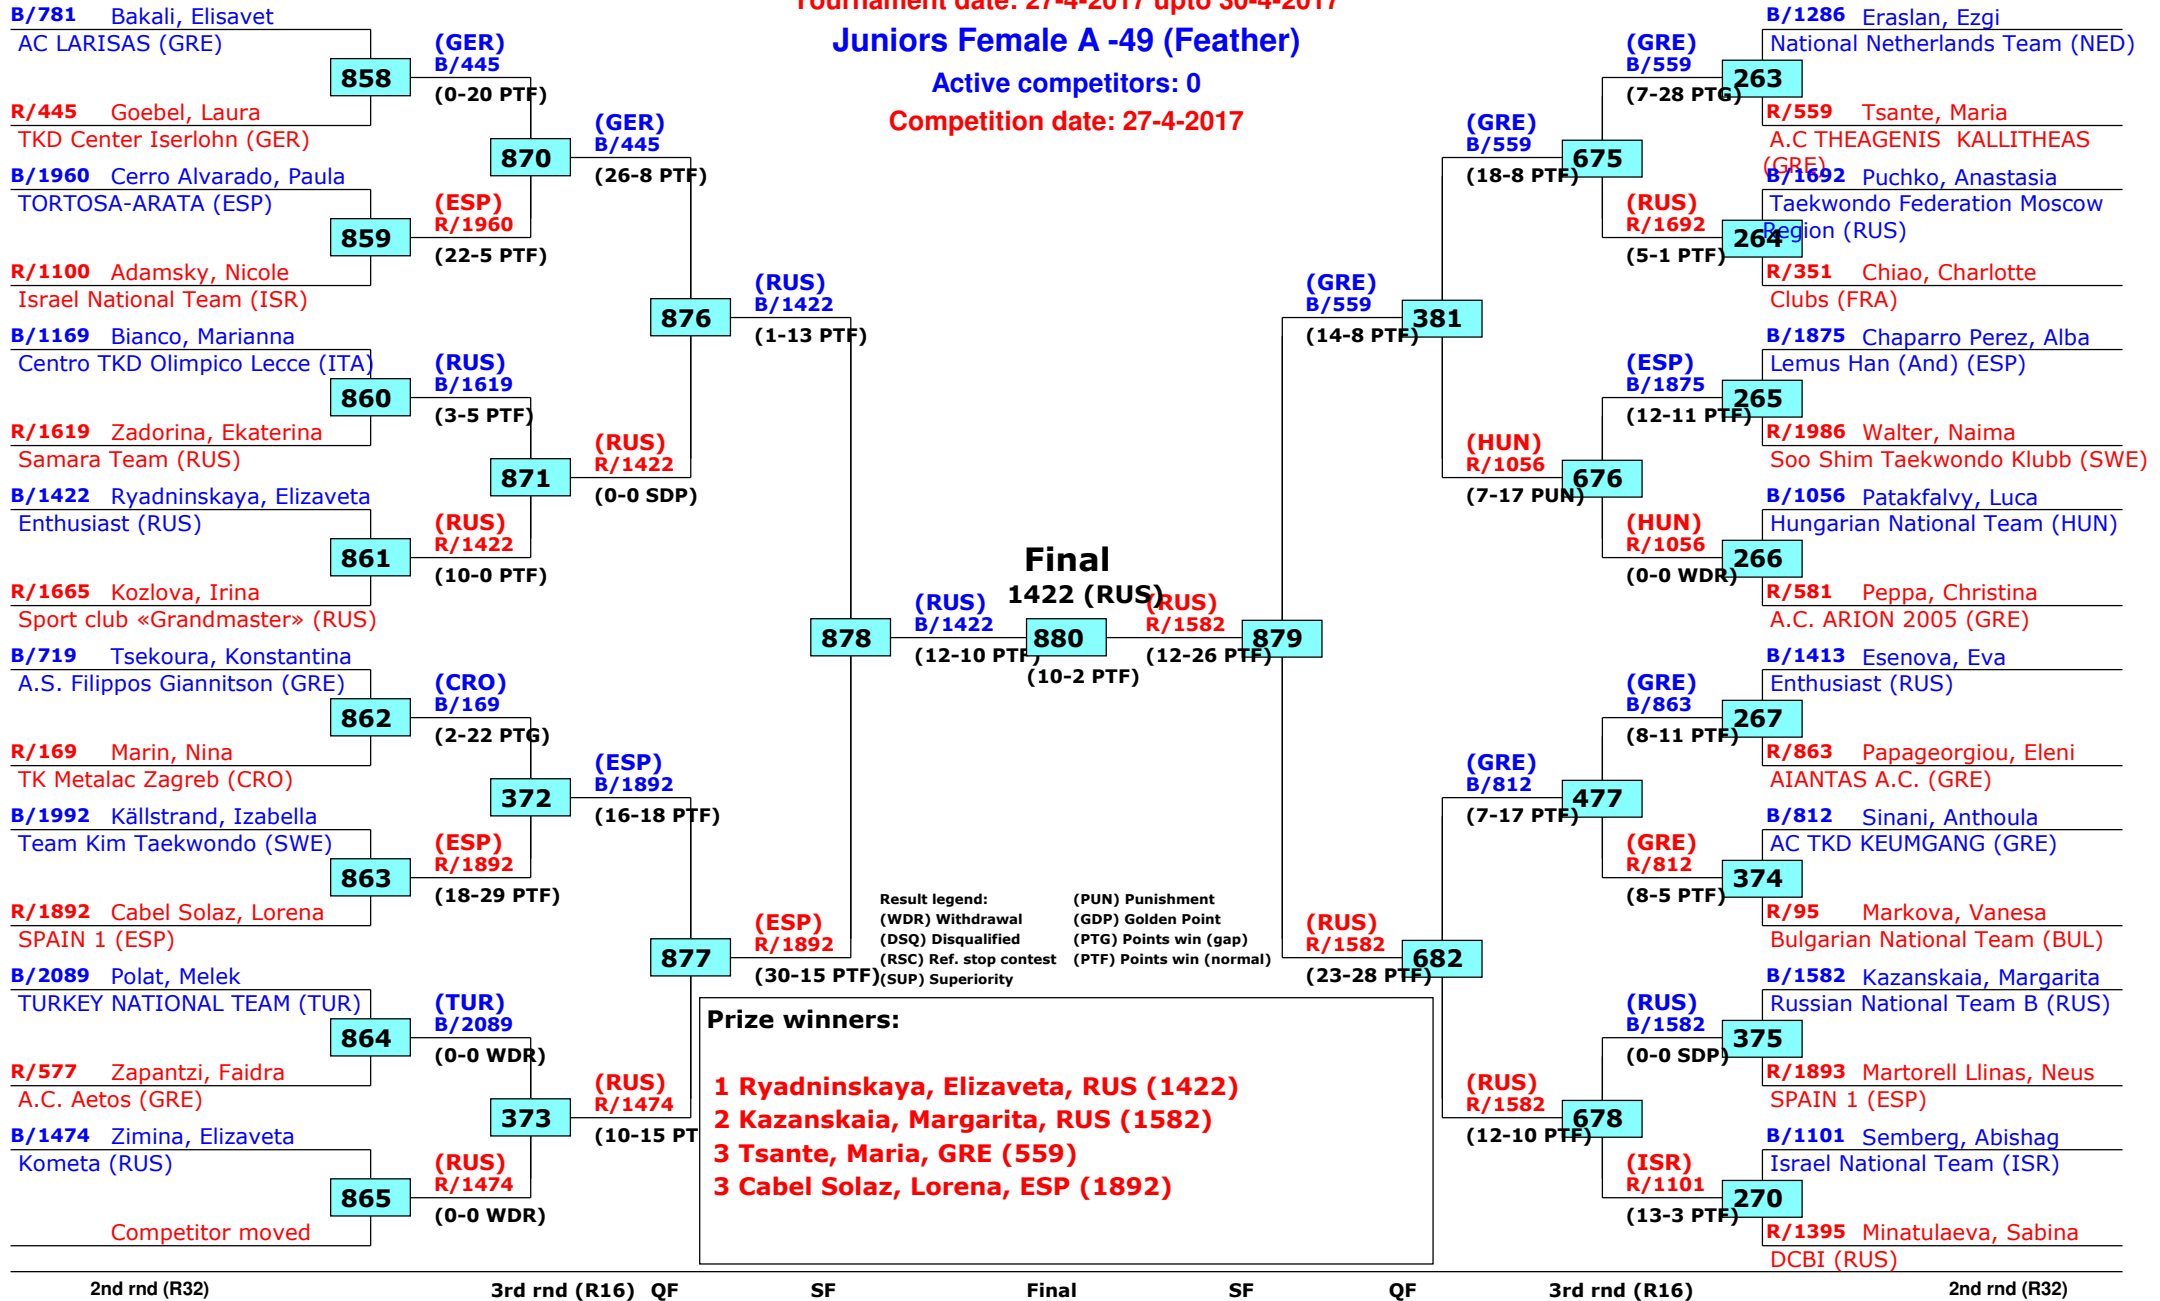 Tournament date: 27-4-2017 upto 30-4-2017
Juniors Female A -49 (Feather)
Active competitors: 0
Competition date: 27-4-2017
B/781 Bakali, Elisavet
AC LARISAS (GRE)
858
R/445 Goebel, Laura
TKD Center Iserlohn (GER)
B/1960 Cerro Alvarado, Paula
TORTOSA-ARATA (ESP)
859
R/1100 Adamsky, Nicole
Israel National Team (ISR)
B/1169 Bianco, Marianna
Centro TKD Olimpico Lecce (ITA)
860
R/1619 Zadorina, Ekaterina
Samara Team (RUS)
B/1422 Ryadninskaya, Elizaveta
Enthusiast (RUS)
861
R/1665 Kozlova, Irina
Sport club «Grandmaster» (RUS)
B/719 Tsekoura, Konstantina
A.S. Filippos Giannitson (GRE)
862
R/169 Marin, Nina
TK Metalac Zagreb (CRO)
B/1992 Källstrand, Izabella
Team Kim Taekwondo (SWE)
863
R/1892 Cabel Solaz, Lorena
SPAIN 1 (ESP)
B/2089 Polat, Melek
TURKEY NATIONAL TEAM (TUR)
864
R/577 Zapantzi, Faidra
A.C. Aetos (GRE)
B/1474 Zimina, Elizaveta
Kometa (RUS)
865
Competitor moved
(GER)
B/445
(0-20 PTF)
870
(ESP)
R/1960
(22-5 PTF)
(RUS)
B/1619
(3-5 PTF)
871
(RUS)
R/1422
(10-0 PTF)
(CRO)
B/169
(2-22 PTG)
372
(ESP)
R/1892
(18-29 PTF)
(TUR)
B/2089
(0-0 WDR)
373
(RUS)
R/1474
(0-0 WDR)
(GER)
B/445
(26-8 PTF)
876
(RUS)
R/1422
(0-0 SDP)
(ESP)
B/1892
(16-18 PTF)
877
(RUS)
R/1474
(10-15 PT
(RUS)
B/1422
(1-13 PTF)
878
(ESP)
R/1892
(30-15 PTF)
Final
1422 (RUS)
(RUS)
B/1422
(12-10 PTF)
880
(10-2 PTF)
(RUS)
R/1582
(12-26 PTF)
879
(GRE)
B/559
(14-8 PTF)
381
(RUS)
R/1582
(23-28 PTF)
682
(GRE)
B/559
(18-8 PTF)
675
(HUN)
R/1056
(7-17 PUN)
676
(GRE)
B/812
(7-17 PTF)
477
(RUS)
R/1582
(12-10 PTF)
678
(GRE)
B/559
(7-28 PTG)
263
(RUS)
R/1692
(5-1 PTF)
264
(ESP)
B/1875
(12-11 PTF)
265
(HUN)
R/1056
(0-0 WDR)
266
(GRE)
B/863
(8-11 PTF)
267
(GRE)
R/812
(8-5 PTF)
374
(RUS)
B/1582
(0-0 SDP)
375
(ISR)
R/1101
(13-3 PTF)
270
B/1286 Eraslan, Ezgi
National Netherlands Team (NED)
R/559 Tsante, Maria
A.C THEAGENIS KALLITHEAS
(GRE)
B/1692 Puchko, Anastasia
Taekwondo Federation Moscow
Region (RUS)
R/351 Chiao, Charlotte
Clubs (FRA)
B/1875 Chaparro Perez, Alba
Lemus Han (And) (ESP)
R/1986 Walter, Naima
Soo Shim Taekwondo Klubb (SWE)
B/1056 Patakfalvy, Luca
Hungarian National Team (HUN)
R/581 Peppa, Christina
A.C. ARION 2005 (GRE)
B/1413 Esenova, Eva
Enthusiast (RUS)
R/863 Papageorgiou, Eleni
AIANTAS A.C. (GRE)
B/812 Sinani, Anthoula
AC TKD KEUMGANG (GRE)
R/95 Markova, Vanesa
Bulgarian National Team (BUL)
B/1582 Kazanskaia, Margarita
Russian National Team B (RUS)
R/1893 Martorell Llinas, Neus
SPAIN 1 (ESP)
B/1101 Semberg, Abishag
Israel National Team (ISR)
R/1395 Minatulaeva, Sabina
DCBI (RUS)
Result legend:
(WDR) Withdrawal
(DSQ) Disqualified
(RSC) Ref. stop contest
(SUP) Superiority
(PUN) Punishment
(GDP) Golden Point
(PTG) Points win (gap)
(PTF) Points win (normal)
Prize winners:
1 Ryadninskaya, Elizaveta, RUS (1422)
2 Kazanskaia, Margarita, RUS (1582)
3 Tsante, Maria, GRE (559)
3 Cabel Solaz, Lorena, ESP (1892)
2nd rnd (R32) 3rd rnd (R16) QF SF Final SF QF 3rd rnd (R16) 2nd rnd (R32)